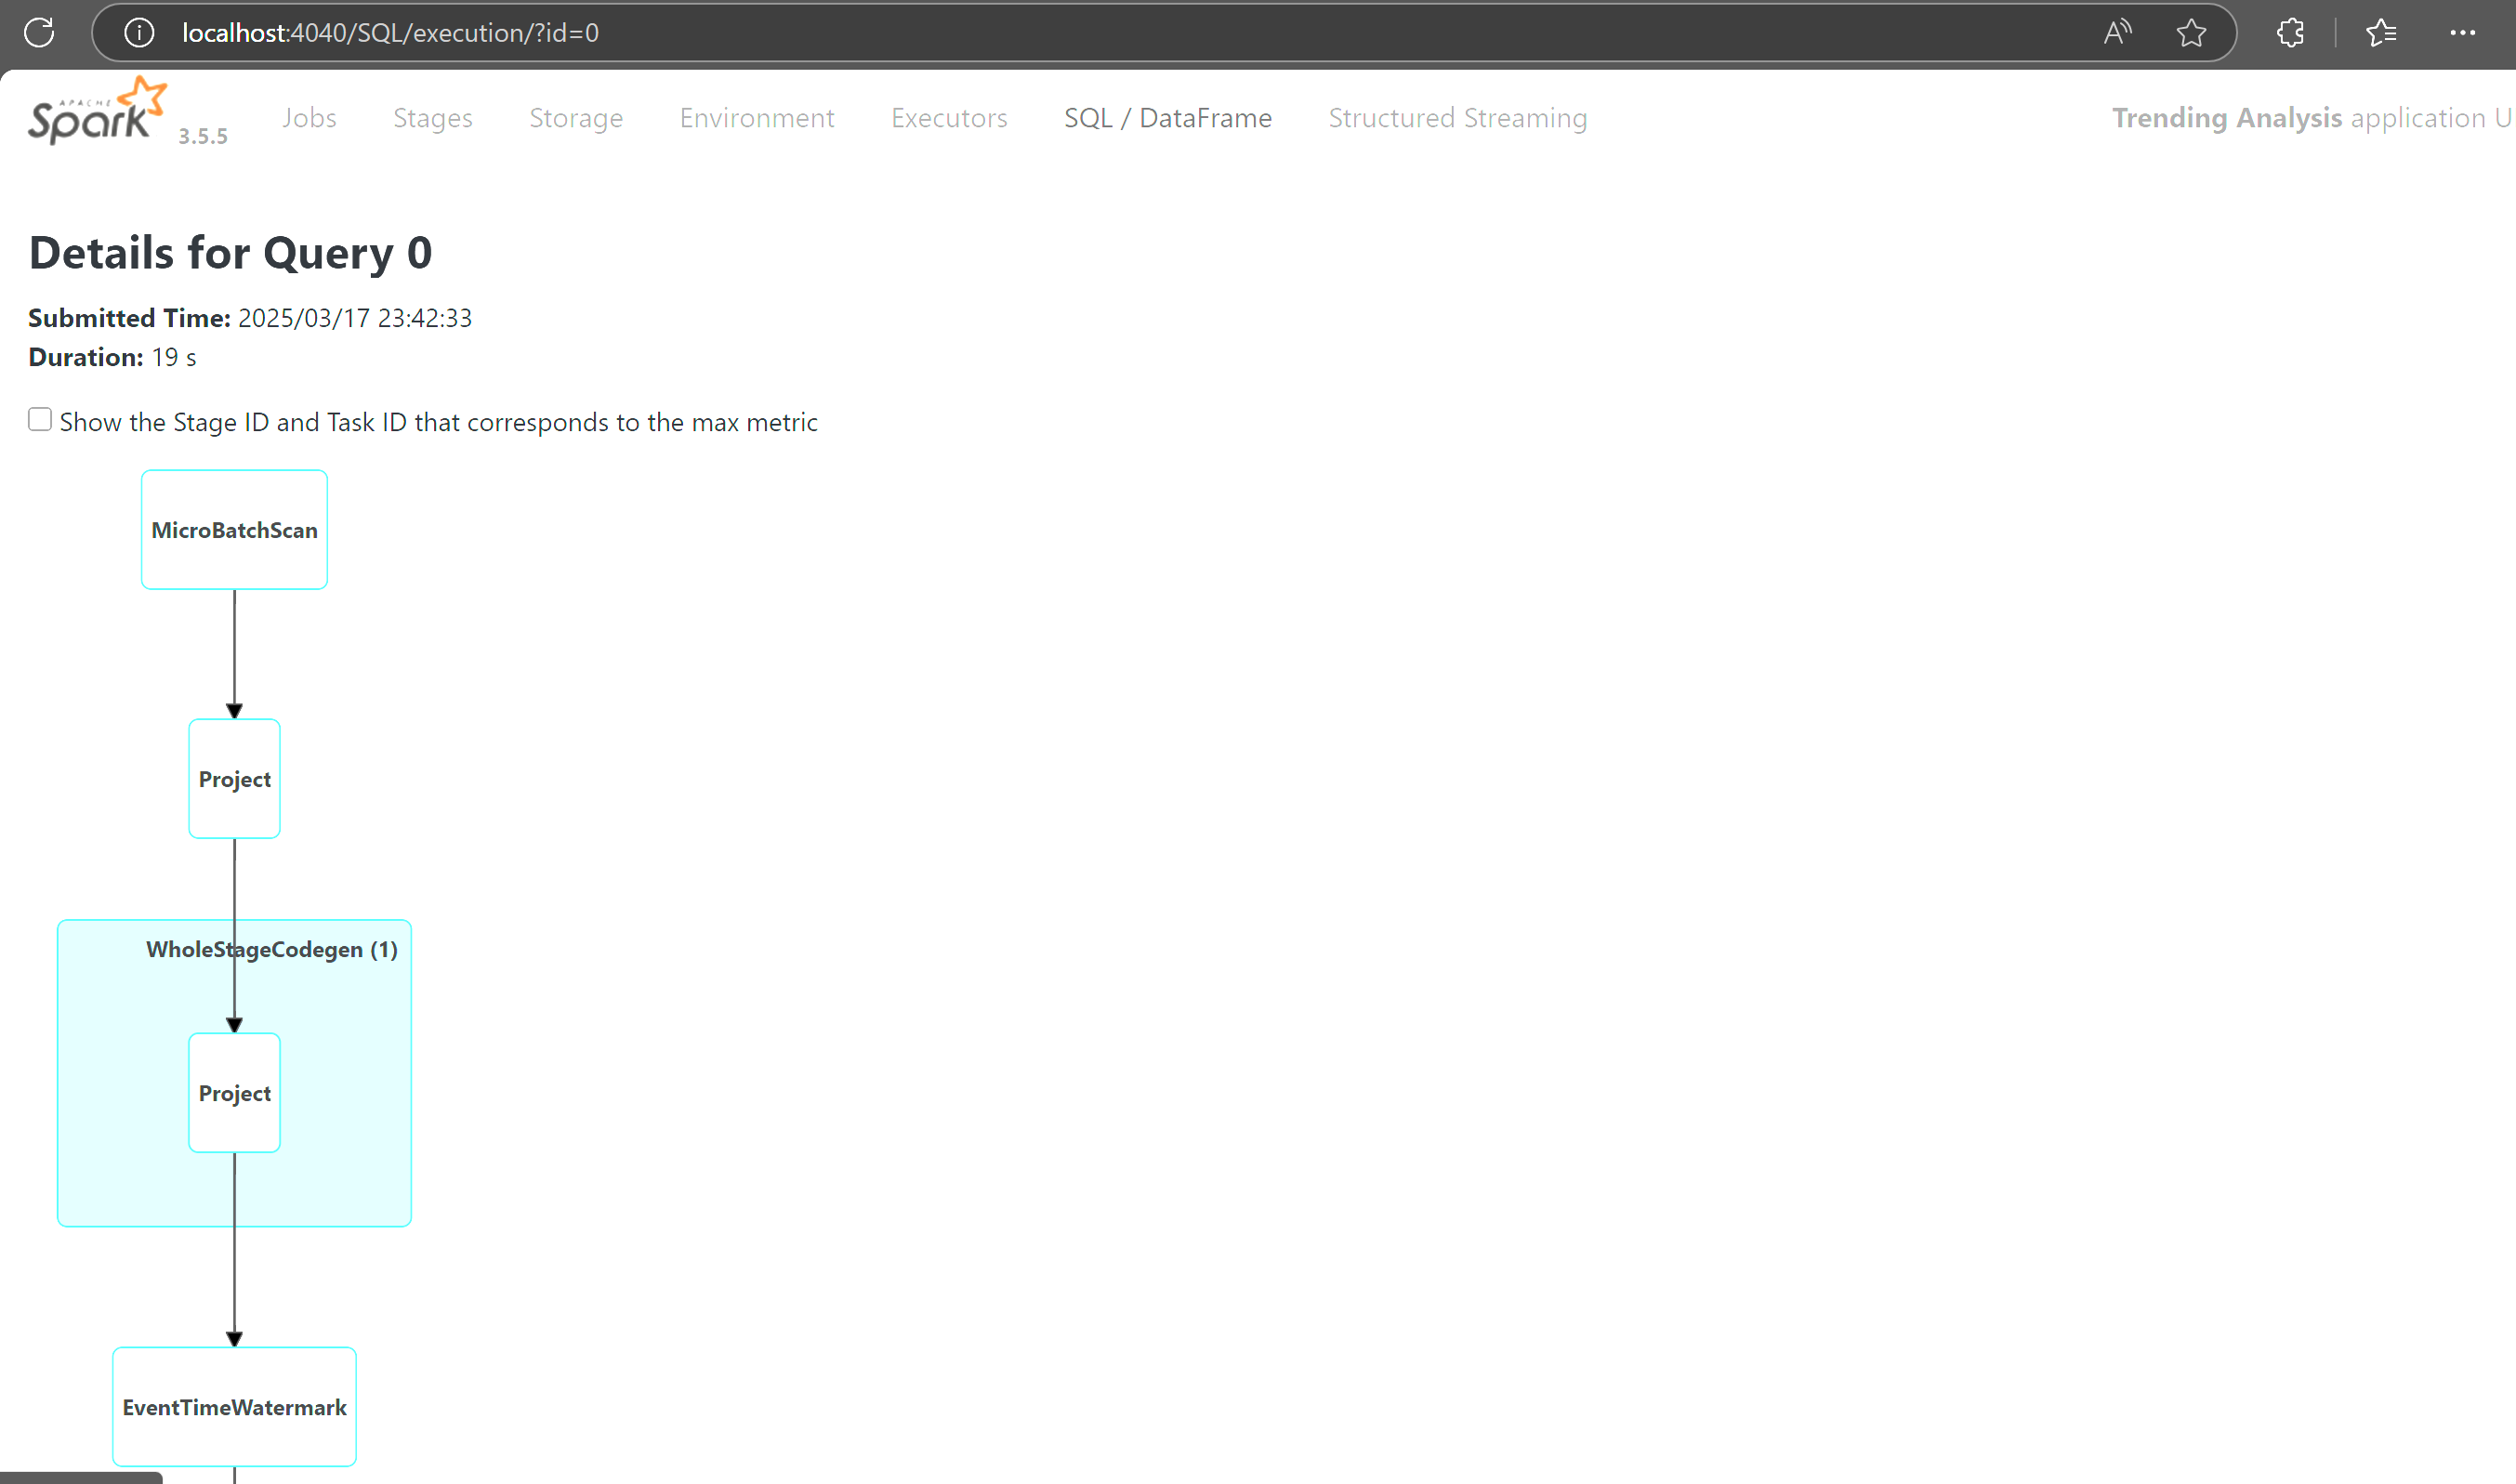 localhost:4040/SQL/execution/?id=0
APACHE
Spark 3.5.5 Jobs Stages Storage Environment Executors SQL / DataFrame Structured Streaming Trending Analysis application U
Details for Query 0
Submitted Time: 2025/03/17 23:42:33
Duration: 19 s
Show the Stage ID and Task ID that corresponds to the max metric
MicroBatchScan
Project
WholeStageCodegen (1)
Project
EventTimeWatermark